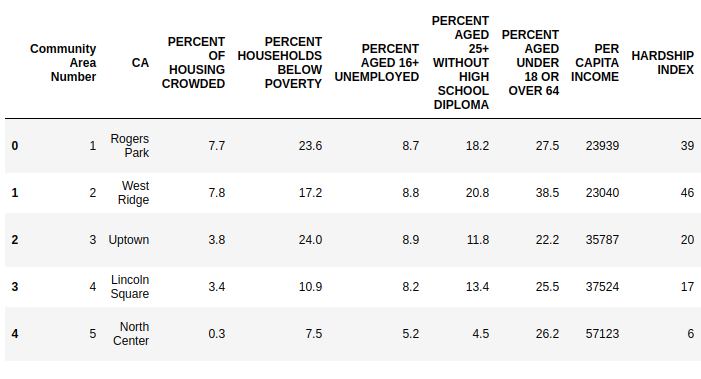 Community Area Number CA PERCENT OF HOUSING CROWDED PERCENT HOUSEHOLDS BELOW POVERTY PERCENT AGED 16+ UNEMPLOYED PERCENT AGED 25+ WITHOUT HIGH SCHOOL DIPLOMA PERCENT AGED UNDER 18 OR OVER 64 PER CAPITA INCOME HARDSHIP INDEX
0 1 Rogers Park 7.7 23.6 8.7 18.2 27.5 23939 39
1 2 West Ridge 7.8 17.2 8.8 20.8 38.5 23040 46
2 3 Uptown 3.8 24.0 8.9 11.8 22.2 35787 20
3 4 Lincoln Square 3.4 10.9 8.2 13.4 25.5 37524 17
4 5 North Center 0.3 7.5 5.2 4.5 26.2 57123 6